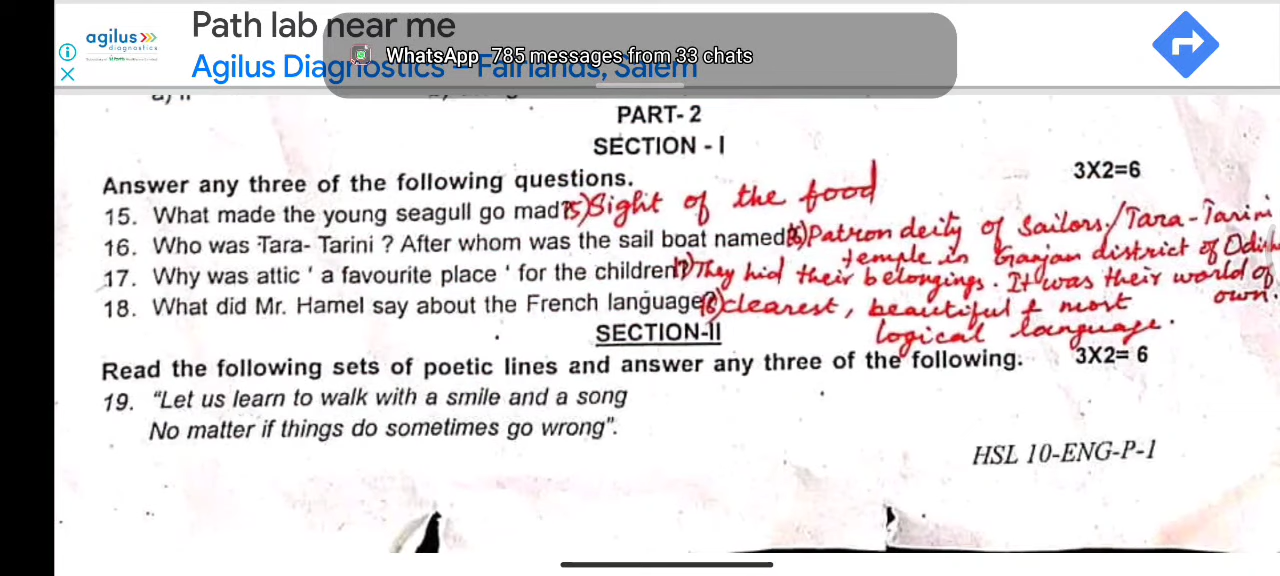 Path lab near me
agilus
diagnostics
Agilus Diagnostics – Fairlands, Salem
WhatsApp 785 messages from 33 chats
PART- 2
SECTION - I
Answer any three of the following questions. 3X2=6
15. What made the young seagull go mad? 15) Sight of the food
16. Who was Tara- Tarini ? After whom was the sail boat named? 16) Patron deity of Sailors/Tara-Tarini
temple in Ganjam district of Odisha
17. Why was attic ' a favourite place ' for the children? 17) They hid their belongings. It was their world of
own.
18. What did Mr. Hamel say about the French language? 18) clearest, beautiful & most
logical language.
SECTION-II
Read the following sets of poetic lines and answer any three of the following. 3X2= 6
19. "Let us learn to walk with a smile and a song
No matter if things do sometimes go wrong".
HSL 10-ENG-P-1